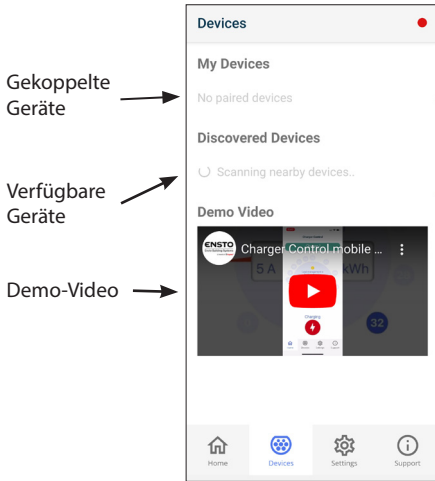 Devices
My Devices
Gekoppelte
Geräte
No paired devices
Discovered Devices
Scanning nearby devices..
Verfügbare
Geräte
Demo Video
ENSTO
Charger Control mobile ...
5 A
kWh
Demo-Video
Charging
32
Home
Devices
Settings
Support